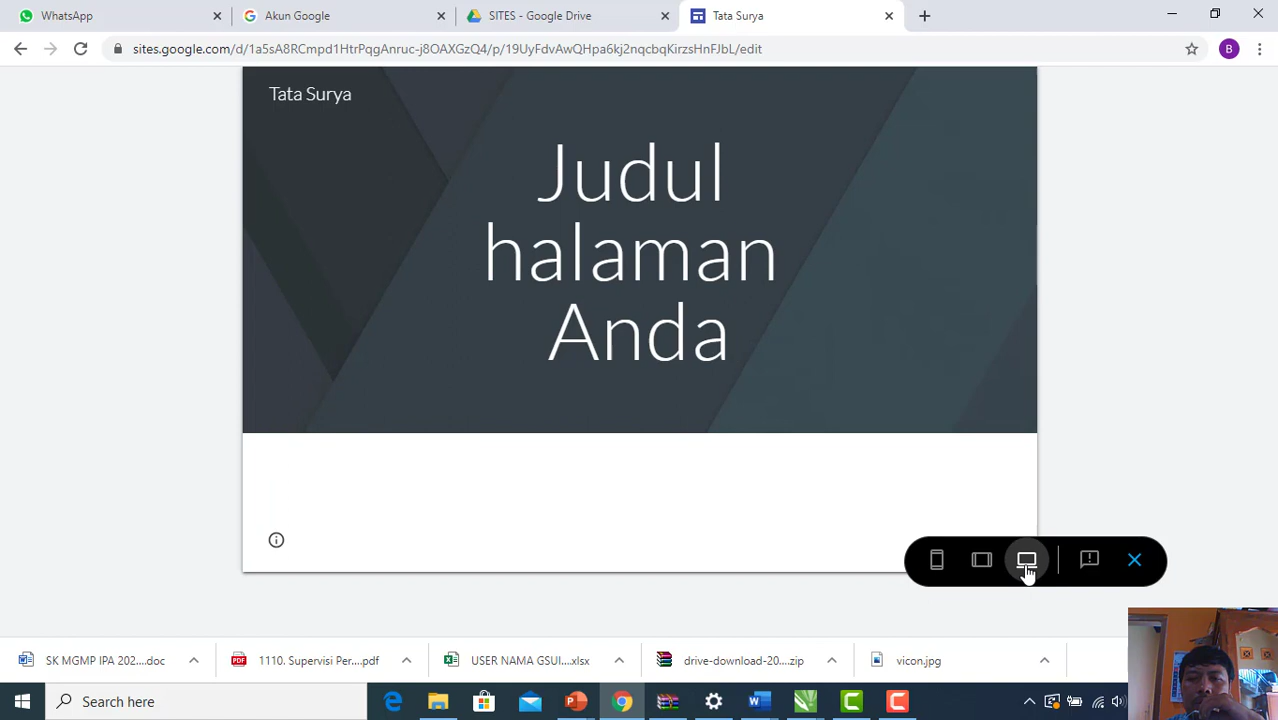 WhatsApp
Akun Google
SITES - Google Drive
Tata Surya
sites.google.com/d/1a5sA8RCmpd1HtrPqgAnruc-j8OAXGzQ4/p/19UyFdvAwQHpa6kj2nqcbqKirzsHnFJbL/edit
B
Tata Surya
Judul
halaman
Anda
SK MGMP IPA 202....doc
1110. Supervisi Per....pdf
USER NAMA GSUI....xlsx
drive-download-20....zip
vicon.jpg
Search here